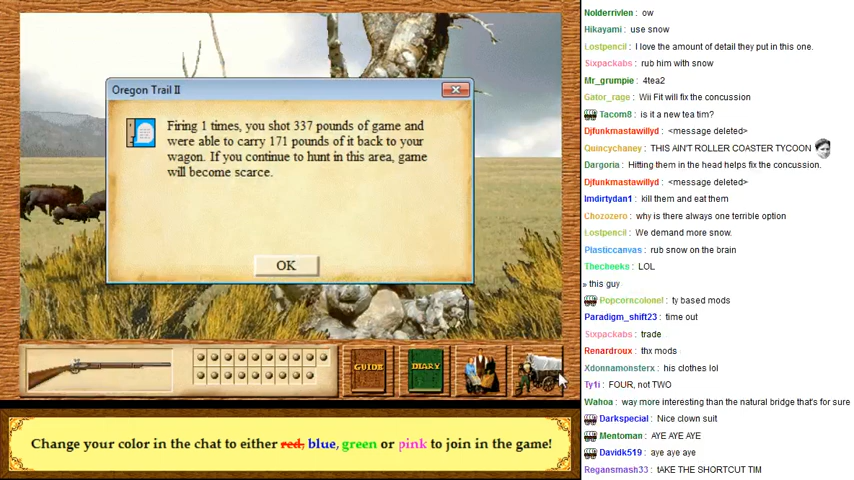 Oregon Trail II
Firing 1 times, you shot 337 pounds of game and
were able to carry 171 pounds of it back to your
wagon. If you continue to hunt in this area, game
will become scarce.
OK
GUIDE
DIARY
Change your color in the chat to either red, blue, green or pink to join in the game!
Nolderrivlen: ow
Hikayami: use snow
Lostpencil: I love the amount of detail they put in this one.
Sixpackabs: rub him with snow
Mr_grumpie: 4tea2
Gator_rage: Wii Fit will fix the concussion
Tacom8: is it a new tea tim?
Djfunkmastawillyd: <message deleted>
Quincychaney: THIS AIN'T ROLLER COASTER TYCOON
Dargoria: Hitting them in the head helps fix the concussion.
Djfunkmastawillyd: <message deleted>
Imdirtydan1: kill them and eat them
Chozozero: why is there always one terrible option
Lostpencil: We demand more snow.
Plasticcanvas: rub snow on the brain
Thecheeks: LOL
» this guy
Popcorncolonel: ty based mods
Paradigm_shift23: time out
Sixpackabs: trade
Renardroux: thx mods
Xdonnamonsterx: his clothes lol
Ty1i: FOUR, not TWO
Wahoa: way more interesting than the natural bridge that's for sure
Darkspecial: Nice clown suit
Mentoman: AYE AYE AYE
Davidk519: aye aye aye
Regansmash33: tAKE THE SHORTCUT TIM